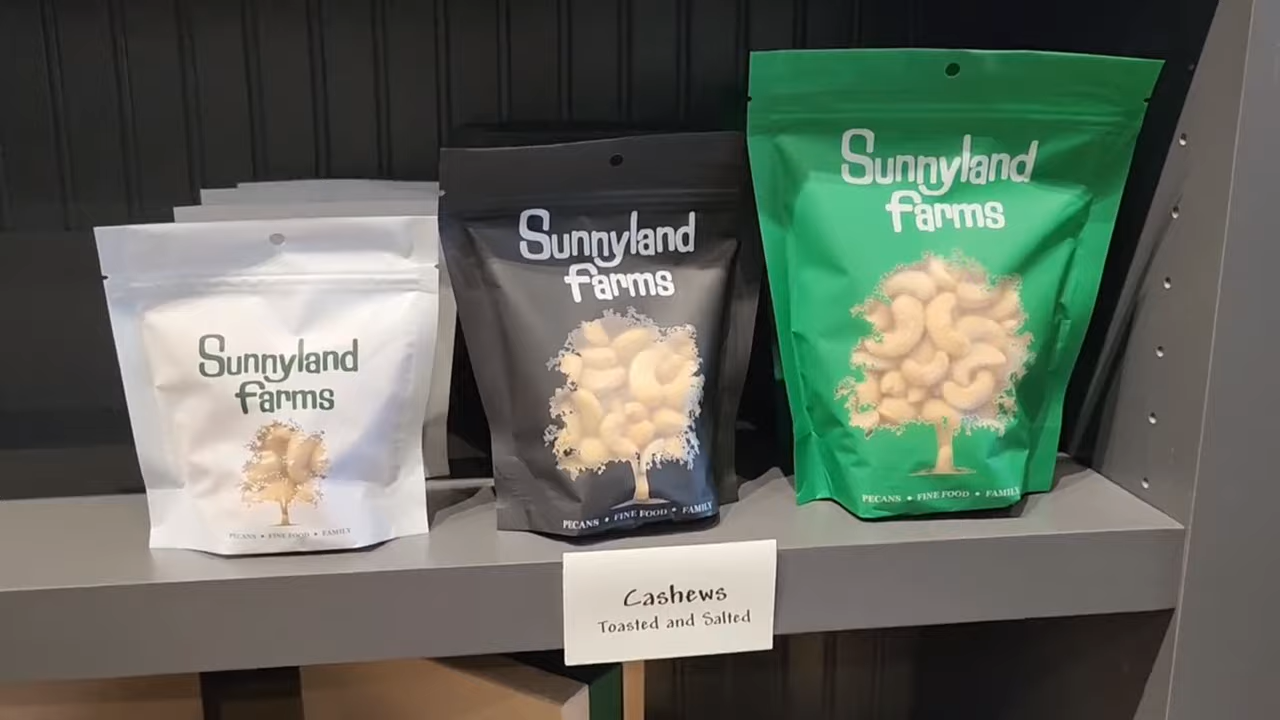 Sunnyland
farms
PECANS • FINE FOOD • FAMILY
Sunnyland
farms
PECANS • FINE FOOD • FAMILY
Sunnyland
farms
PECANS • FINE FOOD • FAMILY
Cashews
Toasted and Salted